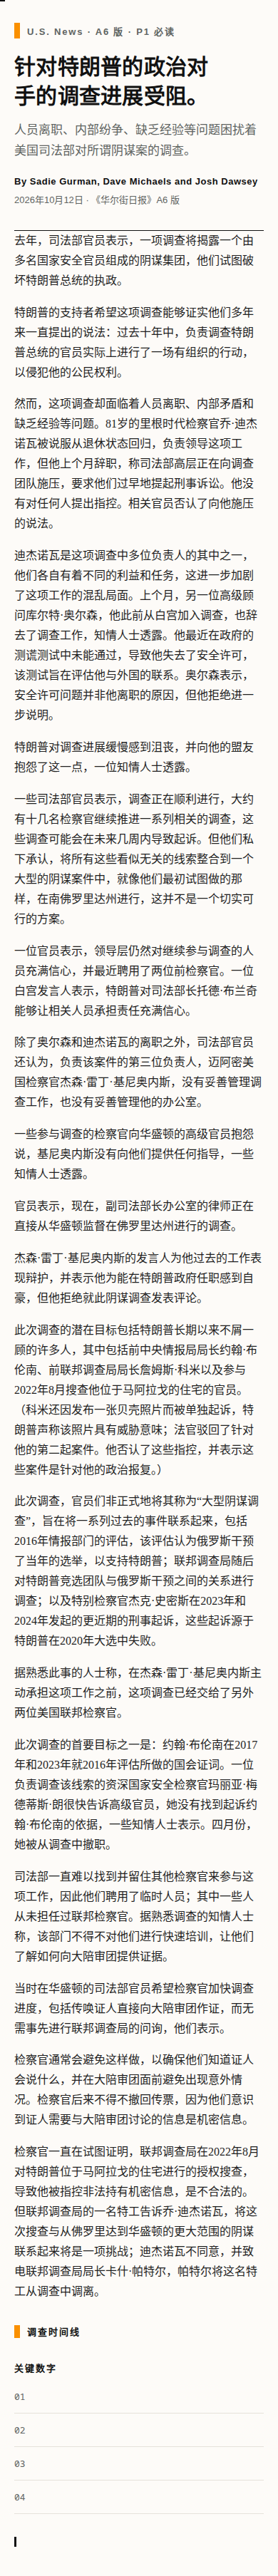 U.S. News · A6 版 · P1 必读
针对特朗普的政治对
手的调查进展受阻。
人员离职、内部纷争、缺乏经验等问题困扰着
美国司法部对所谓阴谋案的调查。
By Sadie Gurman, Dave Michaels and Josh Dawsey
2026年10月12日 · 《华尔街日报》A6 版
去年，司法部官员表示，一项调查将揭露一个由
多名国家安全官员组成的阴谋集团，他们试图破
坏特朗普总统的执政。
特朗普的支持者希望这项调查能够证实他们多年
来一直提出的说法：过去十年中，负责调查特朗
普总统的官员实际上进行了一场有组织的行动，
以侵犯他的公民权利。
然而，这项调查却面临着人员离职、内部矛盾和
缺乏经验等问题。81岁的里根时代检察官乔·迪杰
诺瓦被说服从退休状态回归，负责领导这项工
作，但他上个月辞职，称司法部高层正在向调查
团队施压，要求他们过早地提起刑事诉讼。他没
有对任何人提出指控。相关官员否认了向他施压
的说法。
迪杰诺瓦是这项调查中多位负责人的其中之一，
他们各自有着不同的利益和任务，这进一步加剧
了这项工作的混乱局面。上个月，另一位高级顾
问库尔特·奥尔森，他此前从白宫加入调查，也辞
去了调查工作，知情人士透露。他最近在政府的
测谎测试中未能通过，导致他失去了安全许可，
该测试旨在评估他与外国的联系。奥尔森表示，
安全许可问题并非他离职的原因，但他拒绝进一
步说明。
特朗普对调查进展缓慢感到沮丧，并向他的盟友
抱怨了这一点，一位知情人士透露。
一些司法部官员表示，调查正在顺利进行，大约
有十几名检察官继续推进一系列相关的调查，这
些调查可能会在未来几周内导致起诉。但他们私
下承认，将所有这些看似无关的线索整合到一个
大型的阴谋案件中，就像他们最初试图做的那
样，在南佛罗里达州进行，这并不是一个切实可
行的方案。
一位官员表示，领导层仍然对继续参与调查的人
员充满信心，并最近聘用了两位前检察官。一位
白宫发言人表示，特朗普对司法部长托德·布兰奇
能够让相关人员承担责任充满信心。
除了奥尔森和迪杰诺瓦的离职之外，司法部官员
还认为，负责该案件的第三位负责人，迈阿密美
国检察官杰森·雷丁·基尼奥内斯，没有妥善管理调
查工作，也没有妥善管理他的办公室。
一些参与调查的检察官向华盛顿的高级官员抱怨
说，基尼奥内斯没有向他们提供任何指导，一些
知情人士透露。
官员表示，现在，副司法部长办公室的律师正在
直接从华盛顿监督在佛罗里达州进行的调查。
杰森·雷丁·基尼奥内斯的发言人为他过去的工作表
现辩护，并表示他为能在特朗普政府任职感到自
豪，但他拒绝就此阴谋调查发表评论。
此次调查的潜在目标包括特朗普长期以来不屑一
顾的许多人，其中包括前中央情报局局长约翰·布
伦南、前联邦调查局局长詹姆斯·科米以及参与
2022年8月搜查他位于马阿拉戈的住宅的官员。
（科米还因发布一张贝壳照片而被单独起诉，特
朗普声称该照片具有威胁意味；法官驳回了针对
他的第二起案件。他否认了这些指控，并表示这
些案件是针对他的政治报复。）
此次调查，官员们非正式地将其称为“大型阴谋调
查”，旨在将一系列过去的事件联系起来，包括
2016年情报部门的评估，该评估认为俄罗斯干预
了当年的选举，以支持特朗普；联邦调查局随后
对特朗普竞选团队与俄罗斯干预之间的关系进行
调查；以及特别检察官杰克·史密斯在2023年和
2024年发起的更近期的刑事起诉，这些起诉源于
特朗普在2020年大选中失败。
据熟悉此事的人士称，在杰森·雷丁·基尼奥内斯主
动承担这项工作之前，这项调查已经交给了另外
两位美国联邦检察官。
此次调查的首要目标之一是：约翰·布伦南在2017
年和2023年就2016年评估所做的国会证词。一位
负责调查该线索的资深国家安全检察官玛丽亚·梅
德蒂斯·朗很快告诉高级官员，她没有找到起诉约
翰·布伦南的依据，一些知情人士表示。四月份，
她被从调查中撤职。
司法部一直难以找到并留住其他检察官来参与这
项工作，因此他们聘用了临时人员；其中一些人
从未担任过联邦检察官。据熟悉调查的知情人士
称，该部门不得不对他们进行快速培训，让他们
了解如何向大陪审团提供证据。
当时在华盛顿的司法部官员希望检察官加快调查
进度，包括传唤证人直接向大陪审团作证，而无
需事先进行联邦调查局的问询，他们表示。
检察官通常会避免这样做，以确保他们知道证人
会说什么，并在大陪审团面前避免出现意外情
况。检察官后来不得不撤回传票，因为他们意识
到证人需要与大陪审团讨论的信息是机密信息。
检察官一直在试图证明，联邦调查局在2022年8月
对特朗普位于马阿拉戈的住宅进行的授权搜查，
导致他被指控非法持有机密信息，是不合法的。
但联邦调查局的一名特工告诉乔·迪杰诺瓦，将这
次搜查与从佛罗里达到华盛顿的更大范围的阴谋
联系起来将是一项挑战；迪杰诺瓦不同意，并致
电联邦调查局局长卡什·帕特尔，帕特尔将这名特
工从调查中调离。
调查时间线
关键数字
01
02
03
04